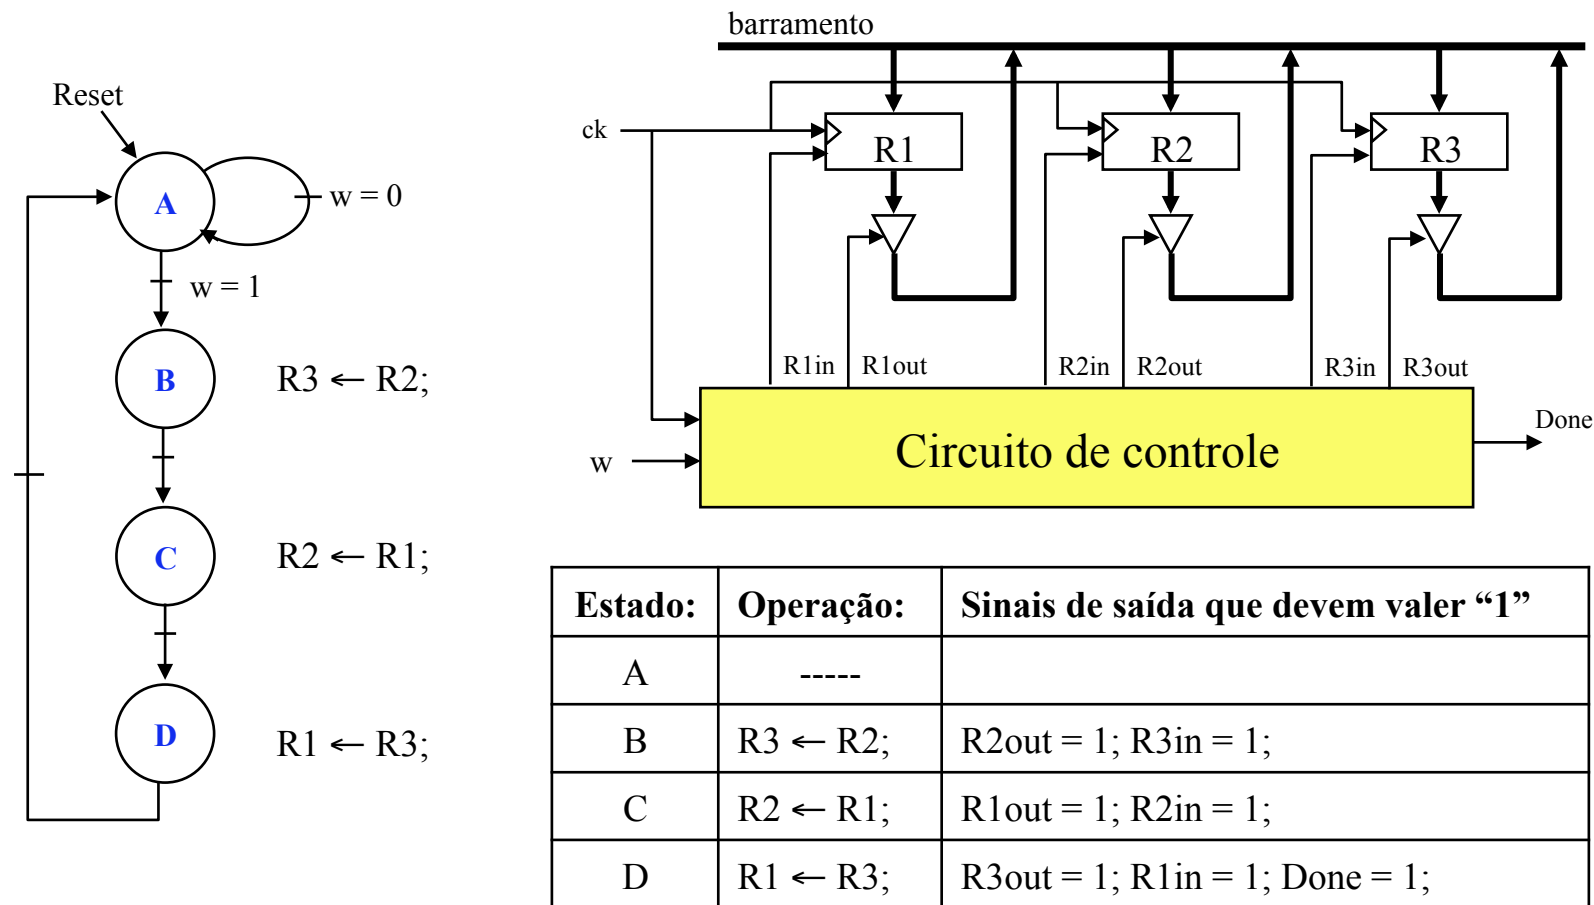 barramento
Reset
ck
R1
R2
R3
A
w = 0
w = 1
B
R3 ← R2;
R1in
R1out
R2in
R2out
R3in
R3out
Circuito de controle
Done
w
C
R2 ← R1;
D
R1 ← R3;
Estado: Operação: Sinais de saída que devem valer “1”
A -----
B R3 ← R2; R2out = 1; R3in = 1;
C R2 ← R1; R1out = 1; R2in = 1;
D R1 ← R3; R3out = 1; R1in = 1; Done = 1;